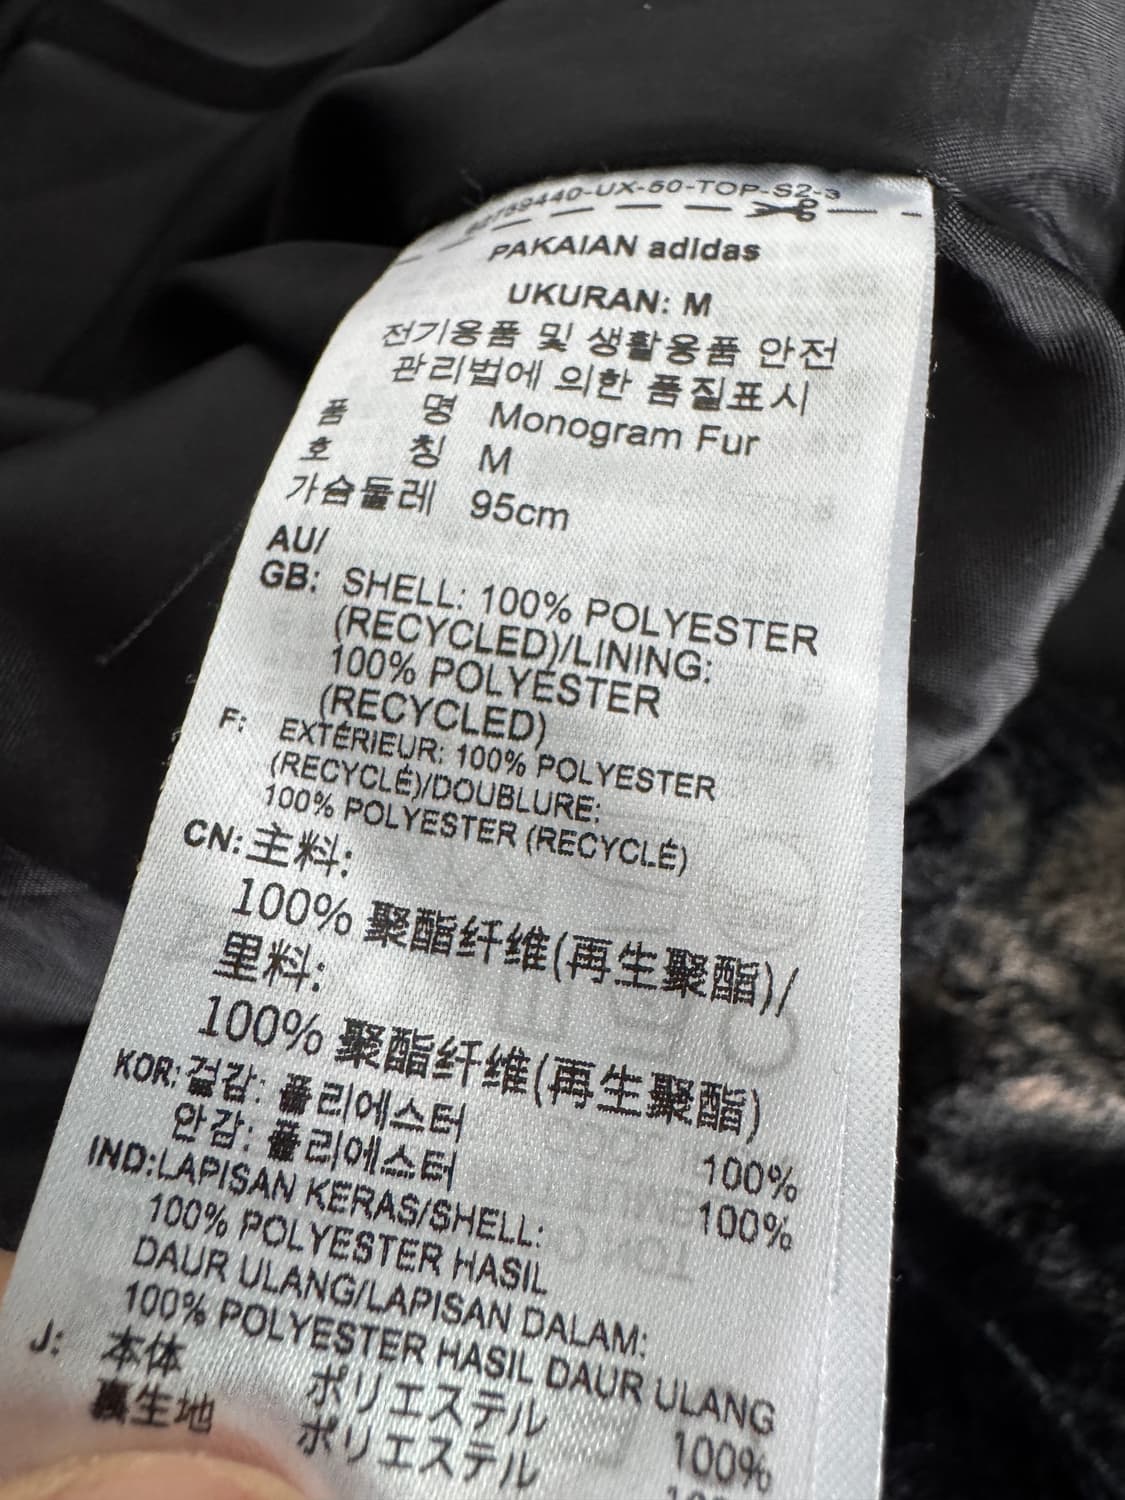 59440-UX-50-TOP-S2-3
PAKAIAN adidas
UKURAN: M
전기용품 및 생활용품 안전
관리법에 의한 품질표시
품 명 Monogram Fur
호 칭 M
가슴둘레 95cm
AU/
GB: SHELL: 100% POLYESTER
(RECYCLED)/LINING:
100% POLYESTER
(RECYCLED)
F: EXTÉRIEUR: 100% POLYESTER
(RECYCLÉ)/DOUBLURE:
100% POLYESTER (RECYCLÉ)
CN: 主料:
100% 聚酯纤维(再生聚酯)/
里料:
100% 聚酯纤维(再生聚酯)
KOR: 겉감: 폴리에스터 100%
안감: 폴리에스터 100%
IND: LAPISAN KERAS/SHELL:
100% POLYESTER HASIL
DAUR ULANG/LAPISAN DALAM:
100% POLYESTER HASIL DAUR ULANG
J: 本体 ポリエステル 100%
裏生地 ポリエステル